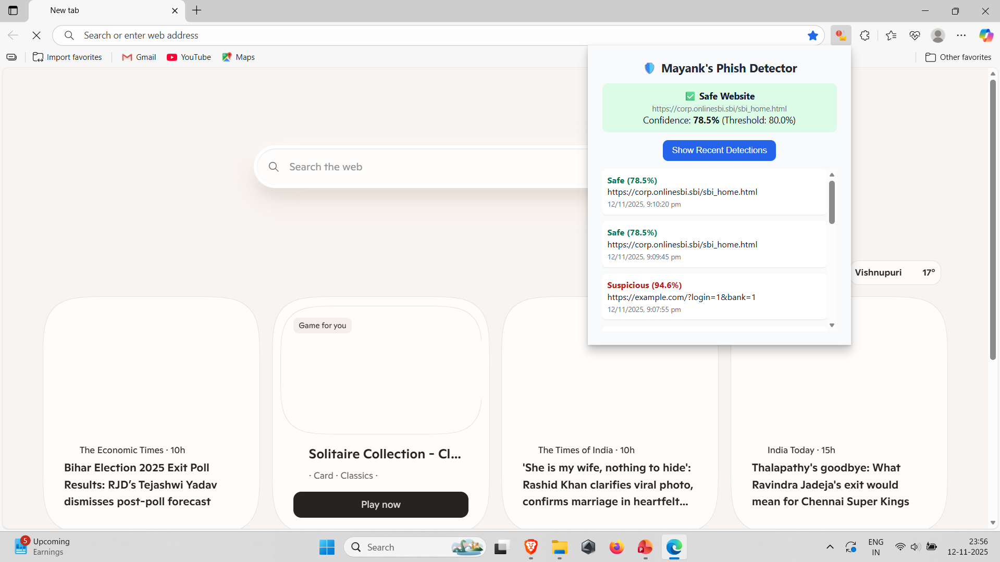 New tab
Search or enter web address
Import favorites
Gmail
YouTube
Maps
Other favorites
Mayank's Phish Detector
Safe Website
https://corp.onlinesbi.sbi/sbi_home.html
Confidence: 78.5% (Threshold: 80.0%)
Show Recent Detections
Safe (78.5%)
https://corp.onlinesbi.sbi/sbi_home.html
12/11/2025, 9:10:20 pm
Safe (78.5%)
https://corp.onlinesbi.sbi/sbi_home.html
12/11/2025, 9:09:45 pm
Suspicious (94.6%)
https://example.com/?login=1&bank=1
12/11/2025, 9:07:55 pm
Search the web
Vishnupuri 17°
The Economic Times · 10h
Bihar Election 2025 Exit Poll
Results: RJD’s Tejashwi Yadav
dismisses post-poll forecast
Game for you
Solitaire Collection - Cl...
· Card · Classics ·
Play now
The Times of India · 10h
'She is my wife, nothing to hide':
Rashid Khan clarifies viral photo,
confirms marriage in heartfelt...
India Today · 15h
Thalapathy's goodbye: What
Ravindra Jadeja's exit would
mean for Chennai Super Kings
5
Upcoming
Earnings
Search
P
ENG
IN
23:56
12-11-2025